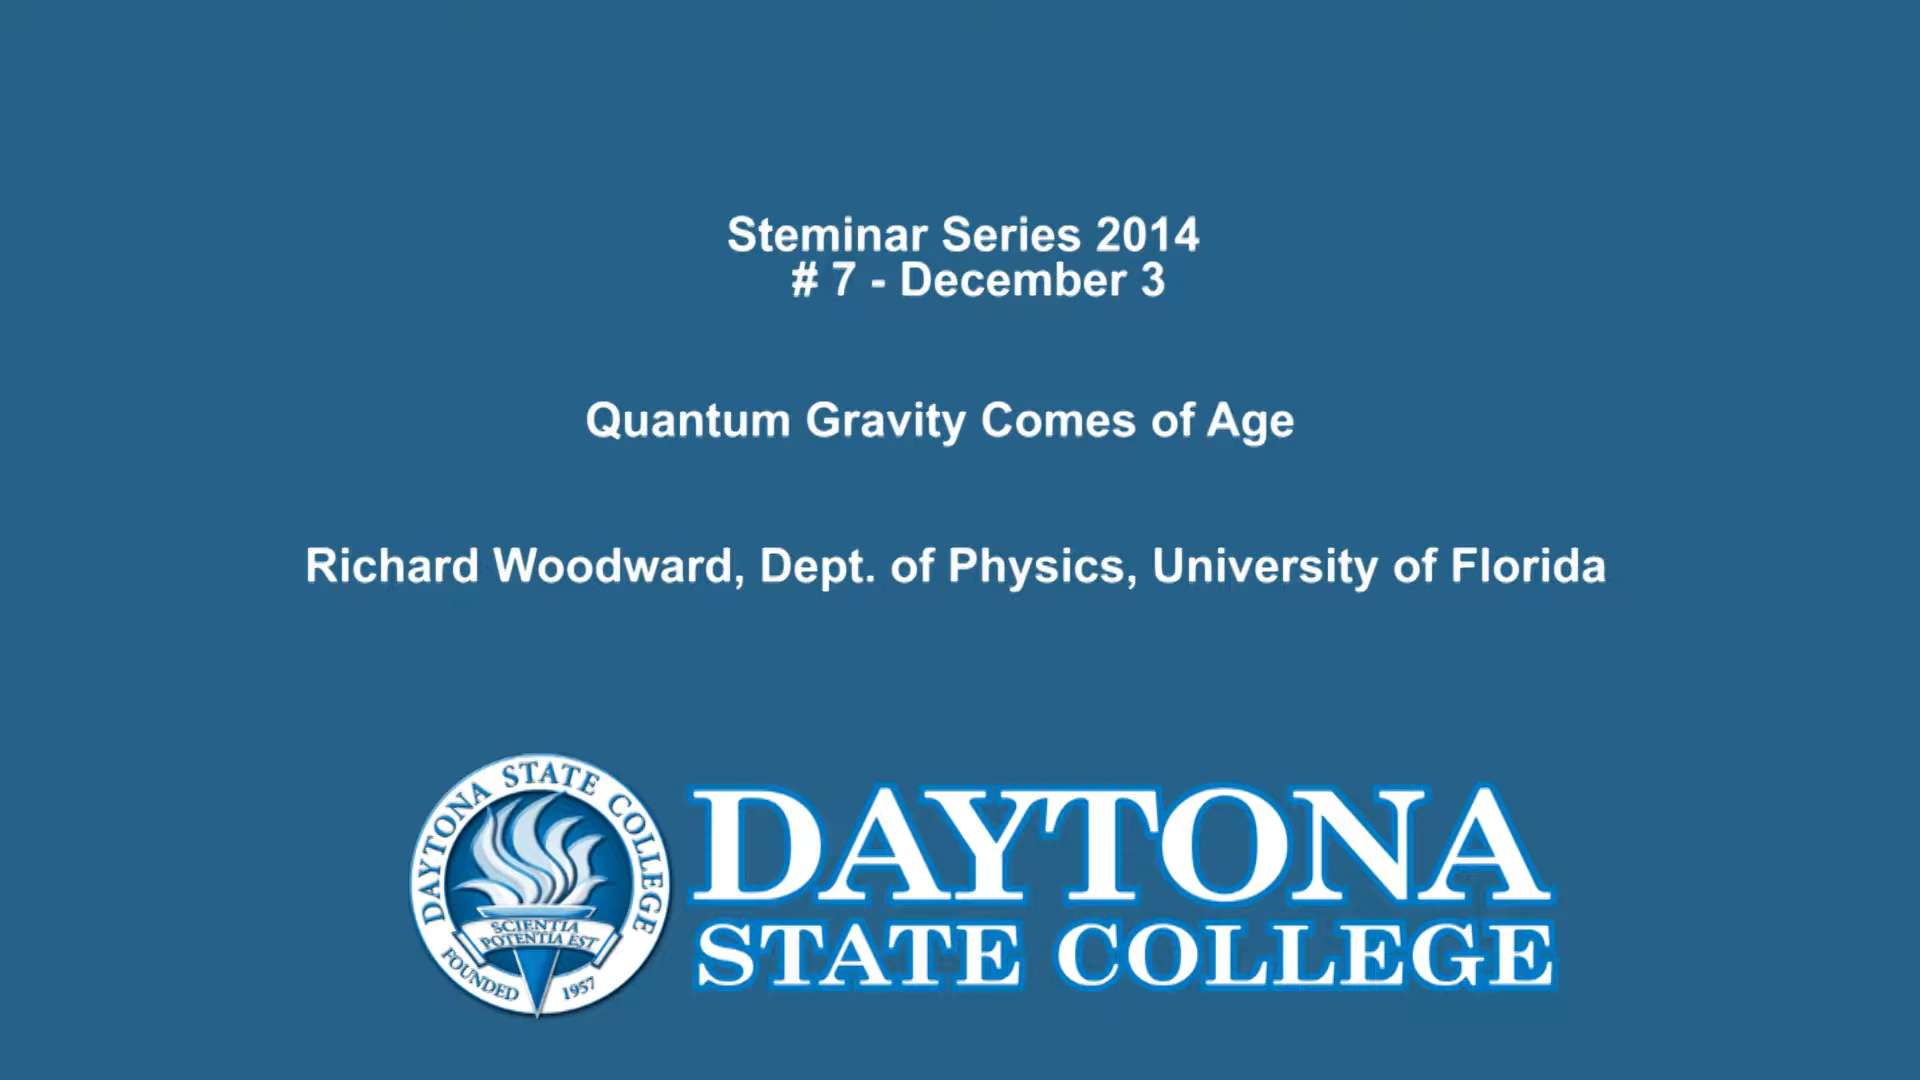 Steminar Series 2014
# 7 - December 3
Quantum Gravity Comes of Age
Richard Woodward, Dept. of Physics, University of Florida
DAYTONA STATE COLLEGE
SCIENTIA
POTENTIA EST
FOUNDED 1957
DAYTONA
STATE COLLEGE